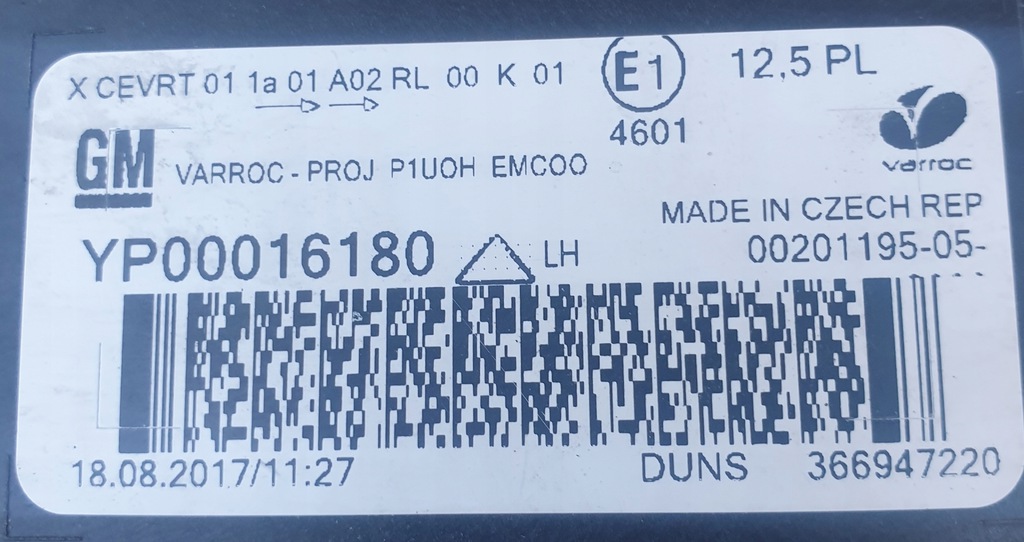 X CEVRT 01 1a 01 A02 RL 00 K 01
E1
12,5 PL
4601
GM
VARROC - PROJ P1UOH EMCOO
varroc
MADE IN CZECH REP
YP00016180
LH
00201195-05-
18.08.2017/11:27
DUNS 366947220